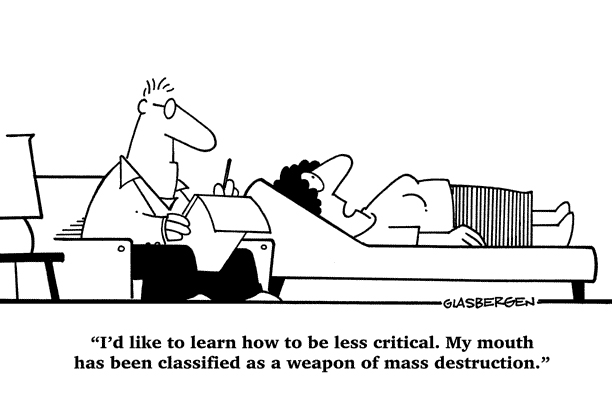 GLASBERGEN
“I’d like to learn how to be less critical. My mouth
has been classified as a weapon of mass destruction.”